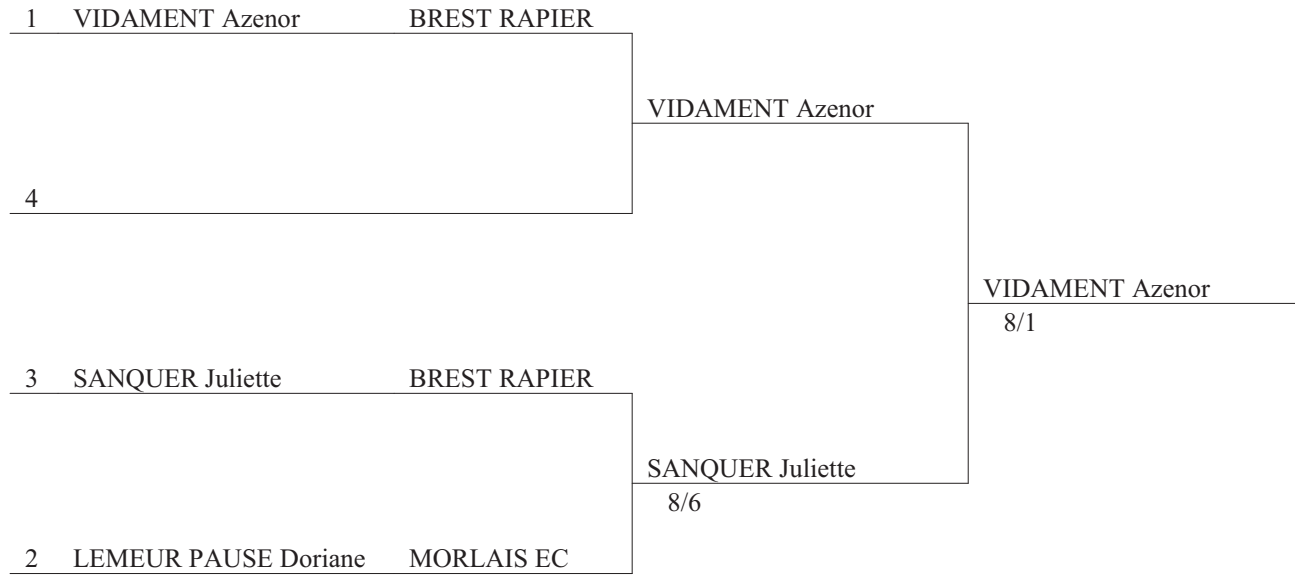 1 VIDAMENT Azenor BREST RAPIER
VIDAMENT Azenor
4
VIDAMENT Azenor
8/1
3 SANQUER Juliette BREST RAPIER
SANQUER Juliette
8/6
2 LEMEUR PAUSE Doriane MORLAIS EC